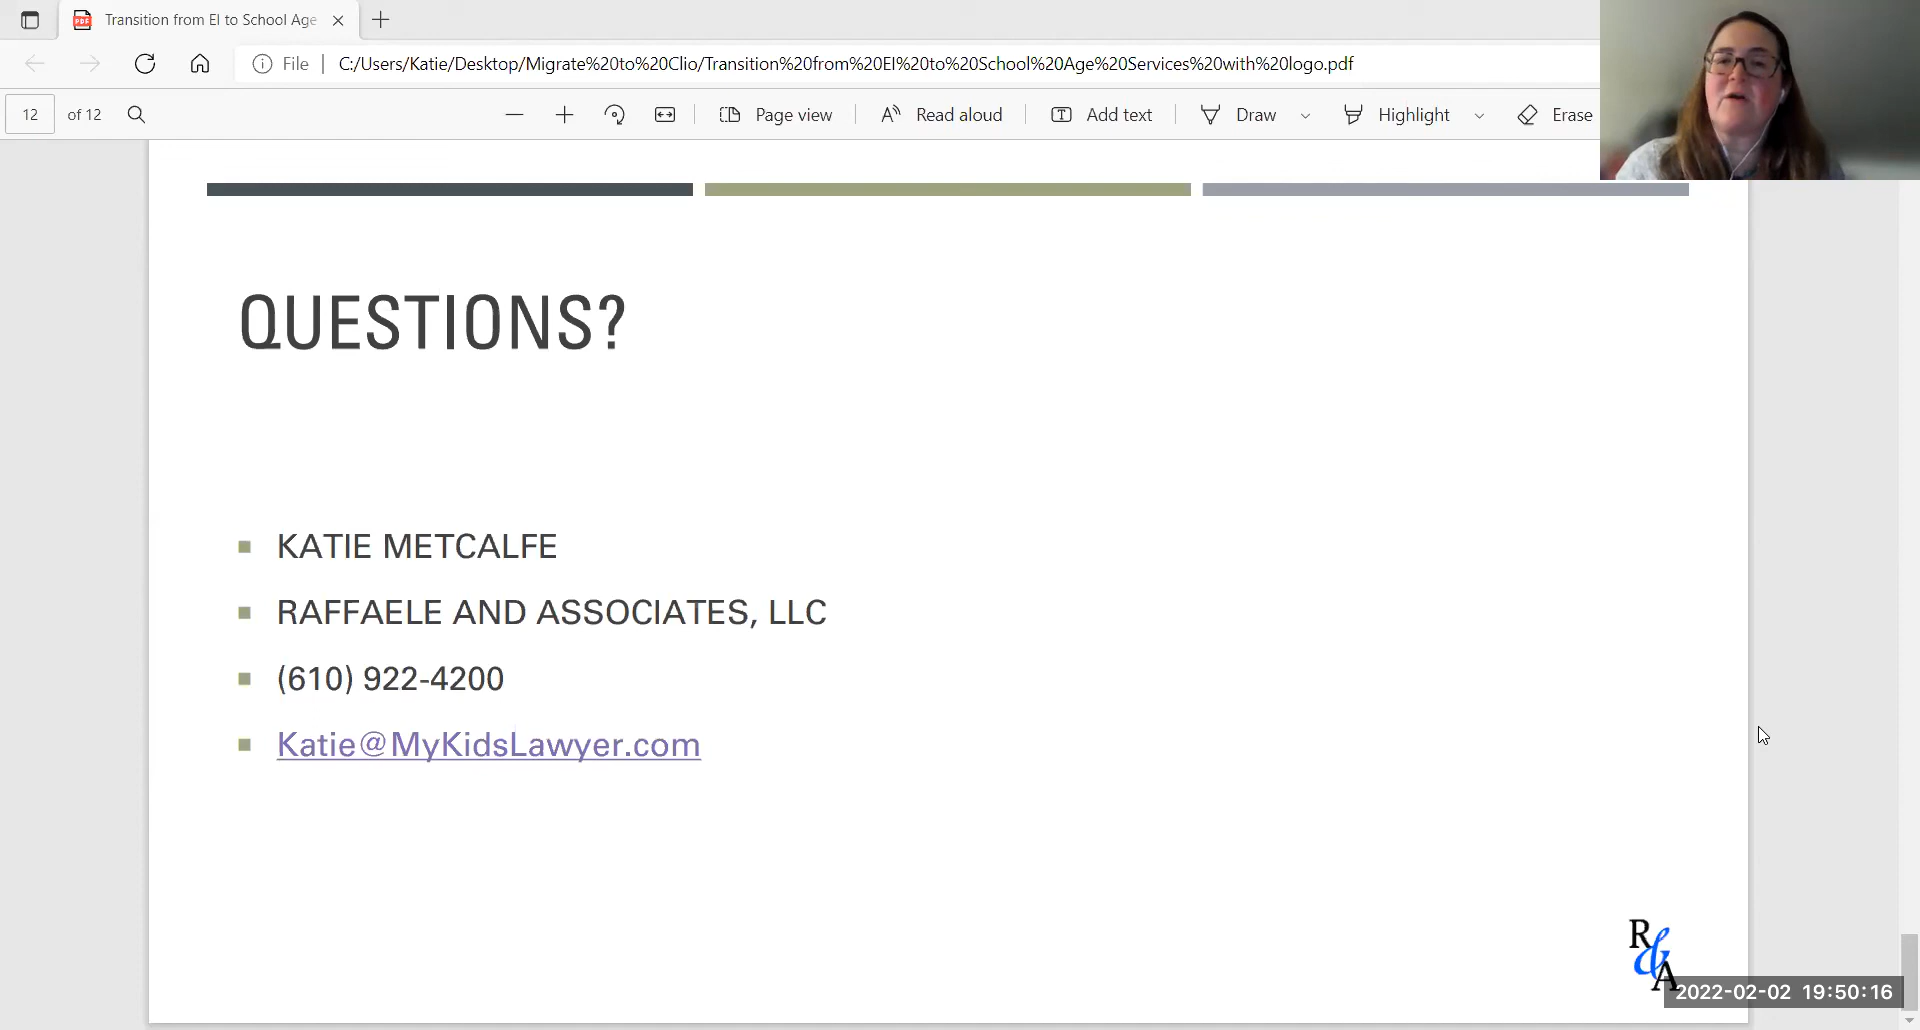 Transition from EI to School Age
File
C:/Users/Katie/Desktop/Migrate%20to%20Clio/Transition%20from%20EI%20to%20School%20Age%20Services%20with%20logo.pdf
12 of 12
Page view
Read aloud
Add text
Draw
Highlight
Erase
QUESTIONS?
KATIE METCALFE
RAFFAELE AND ASSOCIATES, LLC
(610) 922-4200
Katie@MyKidsLawyer.com
R&A
2022-02-02 19:50:16